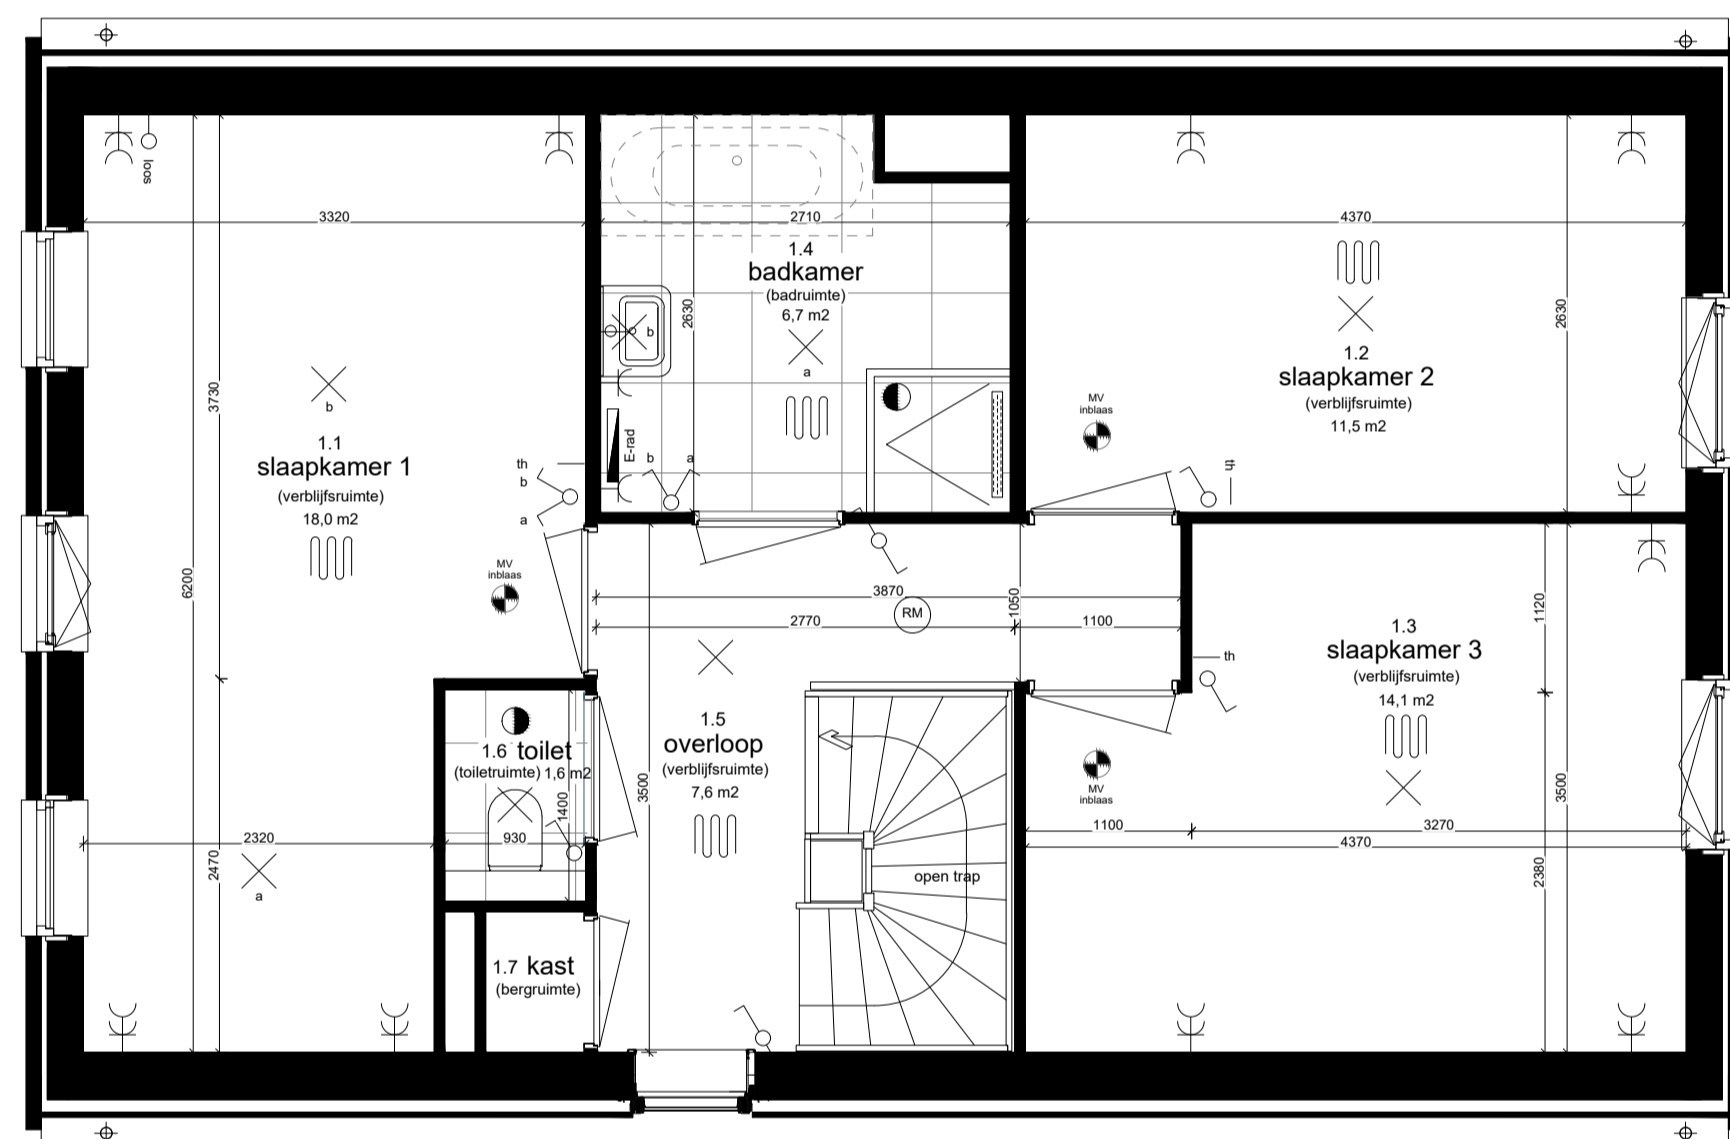 loos
3320
2710
4370
1.4
badkamer
(badruimte)
6,7 m2
a
b
2630
2630
3730
b
1.1
slaapkamer 1
(verblijfsruimte)
18,0 m2
th
b
a
E-rad
b
a
1.2
slaapkamer 2
(verblijfsruimte)
11,5 m2
MV
inblaas
th
MV
inblaas
6200
3870
RM
1050
2770
1100
1120
1.3
slaapkamer 3
(verblijfsruimte)
14,1 m2
th
1.6 toilet
(toiletruimte) 1,6 m2
1400
930
1.5
overloop
(verblijfsruimte)
7,6 m2
3500
MV
inblaas
3500
1100
3270
4370
2320
2470
a
open trap
2380
1.7 kast
(bergruimte)